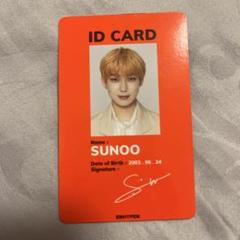 ID CARD
Name :
SUNOO
Date of Birth : 2003 . 06 . 24
Signature :
ENHYPEN